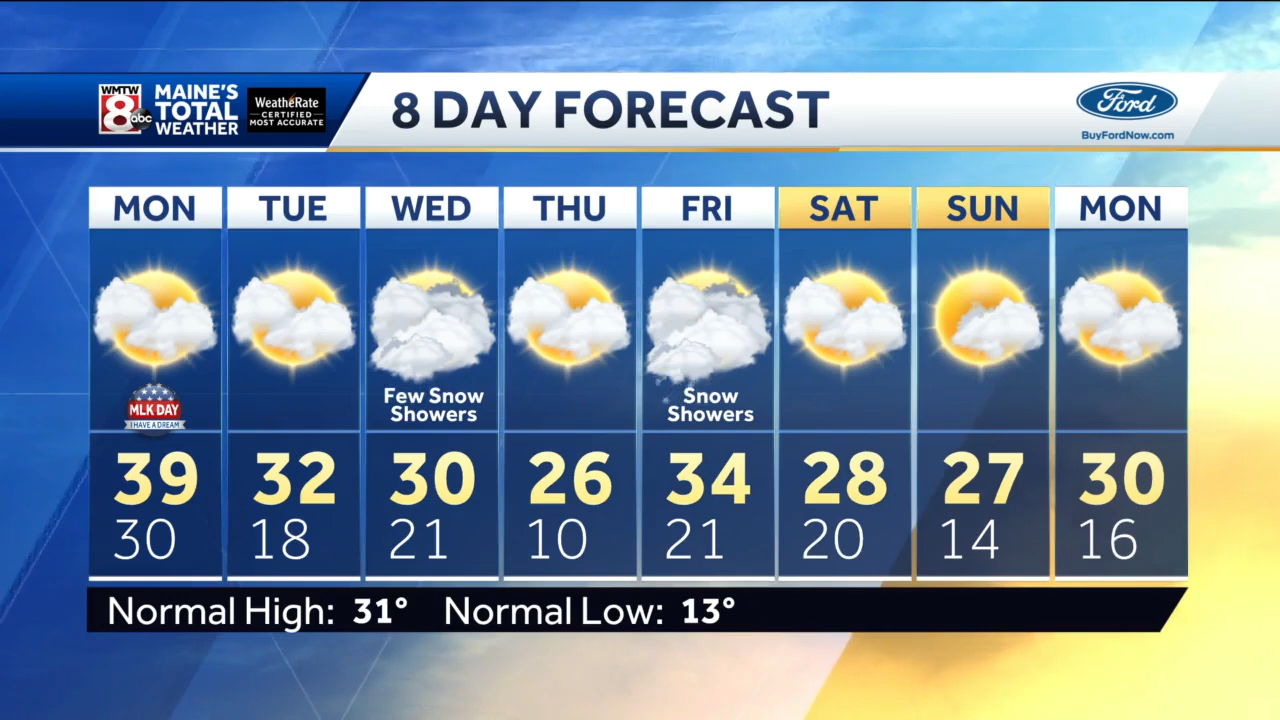 WMTW
8
abc
MAINE'S
TOTAL
WEATHER
WeatheRate
CERTIFIED
MOST ACCURATE
8 DAY FORECAST
Ford
BuyFordNow.com
MON TUE WED THU FRI SAT SUN MON
MLK DAY
I HAVE A DREAM
Few Snow
Showers
Snow
Showers
39 32 30 26 34 28 27 30
30 18 21 10 21 20 14 16
Normal High: 31° Normal Low: 13°